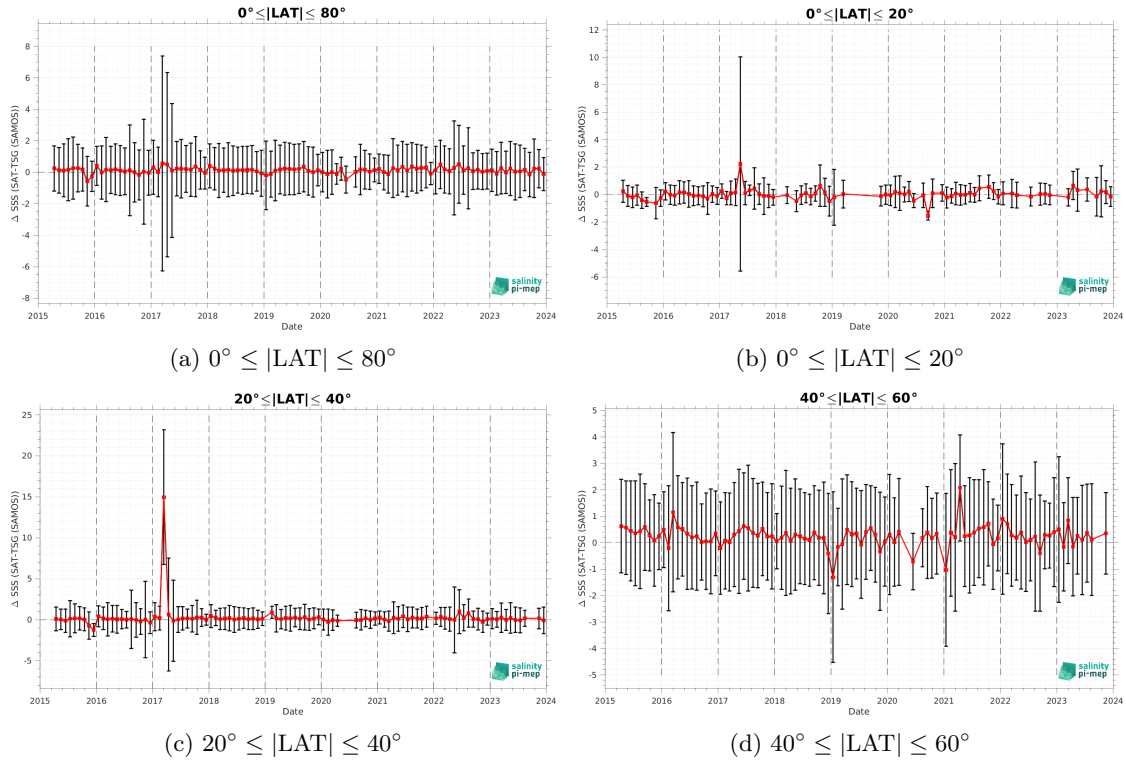 0°≤|LAT|≤ 80°
Δ SSS (SAT-TSG (SAMOS))
8
6
4
2
0
-2
-4
-6
-8
2015 2016 2017 2018 2019 2020 2021 2022 2023 2024
Date
salinity
pi-mep
(a) 0° ≤ |LAT| ≤ 80°
0°≤|LAT|≤ 20°
Δ SSS (SAT-TSG (SAMOS))
12
10
8
6
4
2
0
-2
-4
-6
2015 2016 2017 2018 2019 2020 2021 2022 2023 2024
Date
salinity
pi-mep
(b) 0° ≤ |LAT| ≤ 20°
20°≤|LAT|≤ 40°
Δ SSS (SAT-TSG (SAMOS))
25
20
15
10
5
0
-5
2015 2016 2017 2018 2019 2020 2021 2022 2023 2024
Date
salinity
pi-mep
(c) 20° ≤ |LAT| ≤ 40°
40°≤|LAT|≤ 60°
Δ SSS (SAT-TSG (SAMOS))
5
4
3
2
1
0
-1
-2
-3
-4
-5
2015 2016 2017 2018 2019 2020 2021 2022 2023 2024
Date
salinity
pi-mep
(d) 40° ≤ |LAT| ≤ 60°